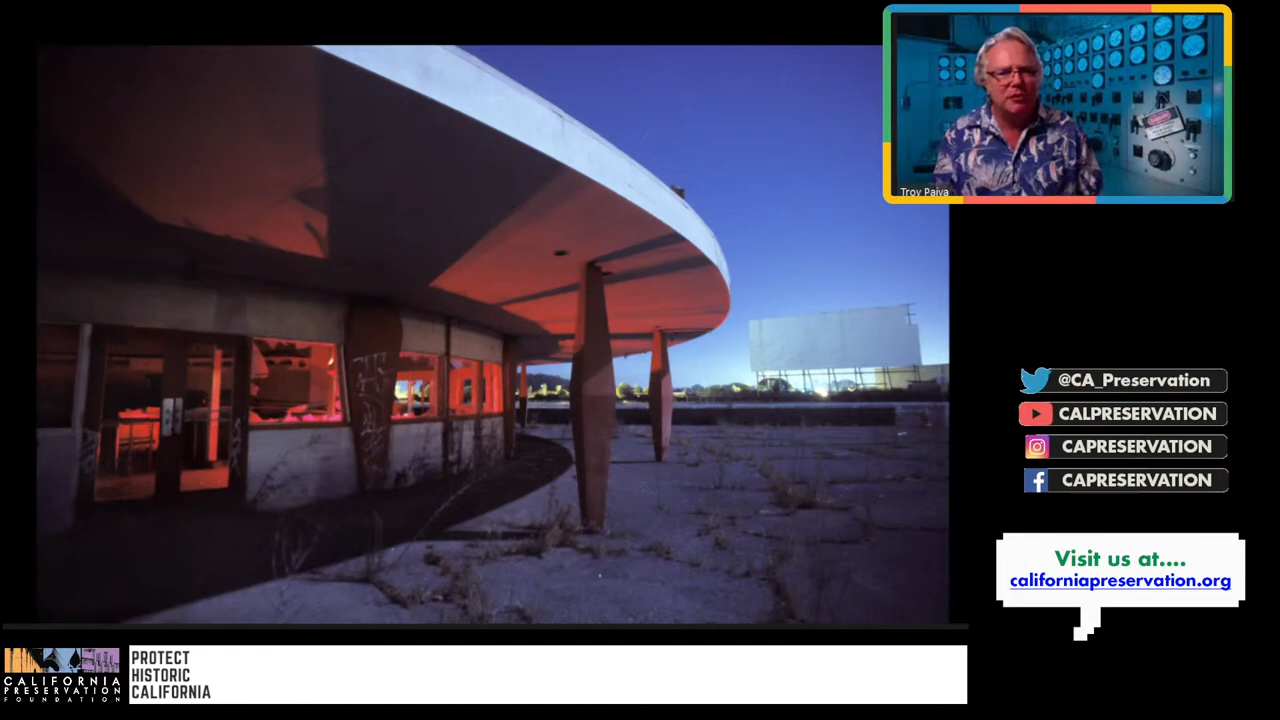 Troy Paiva
@CA_Preservation
CALPRESERVATION
CAPRESERVATION
CAPRESERVATION
Visit us at....
californiapreservation.org
CALIFORNIA
PRESERVATION
FOUNDATION
PROTECT
HISTORIC
CALIFORNIA